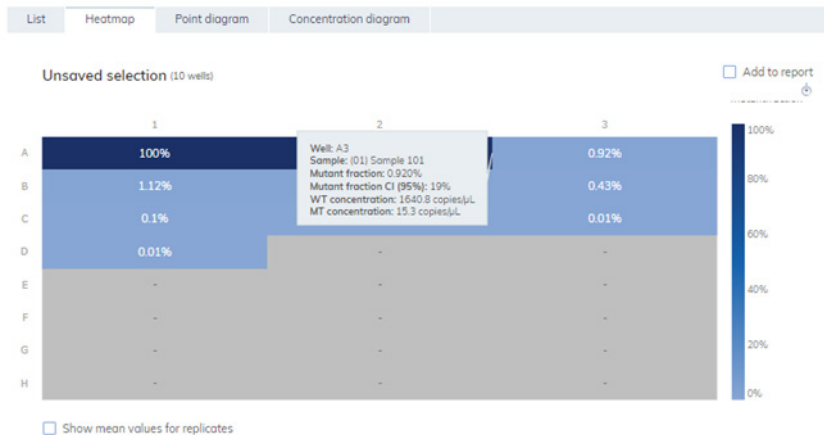 List Heatmap Point diagram Concentration diagram
Unsaved selection (10 wells)
Add to report
1 2 3
100%
A 100% 0.92%
Well: A3
Sample: (01) Sample 101
Mutant fraction: 0.920%
Mutant fraction CI (95%): 19%
WT concentration: 1640.8 copies/µL
MT concentration: 15.3 copies/µL
B 1.12% 0.43%
80%
C 0.1% 0.01%
60%
D 0.01% - -
E - - -
40%
F - - -
20%
G - - -
H - - -
0%
Show mean values for replicates